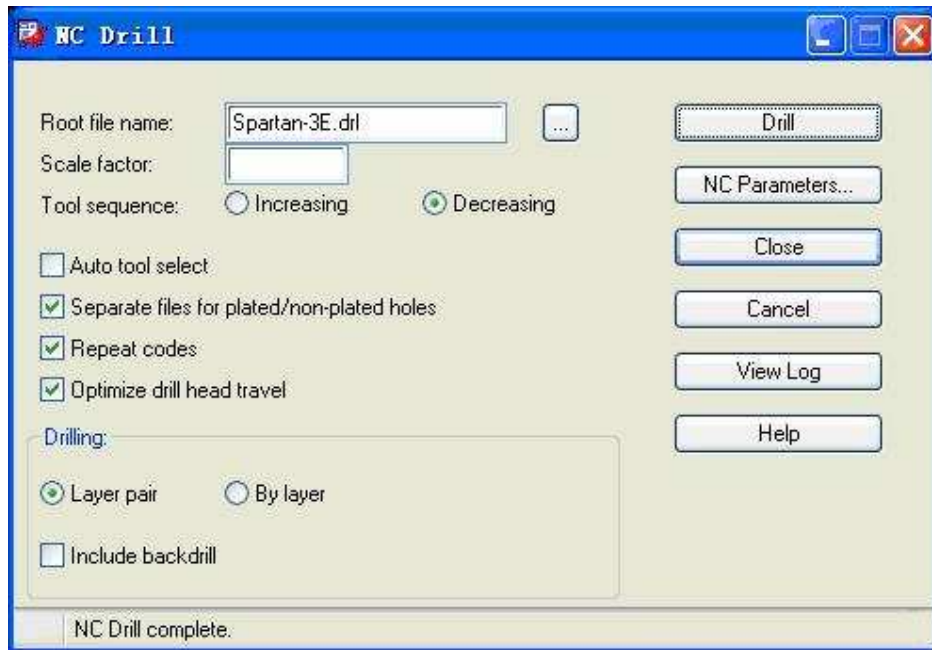 NC Drill
Root file name: Spartan-3E.drl ... Drill
Scale factor:
NC Parameters...
Tool sequence: Increasing Decreasing
Close
Auto tool select
Separate files for plated/non-plated holes Cancel
Repeat codes
View Log
Optimize drill head travel
Drilling: Help
Layer pair By layer
Include backdrill
NC Drill complete.